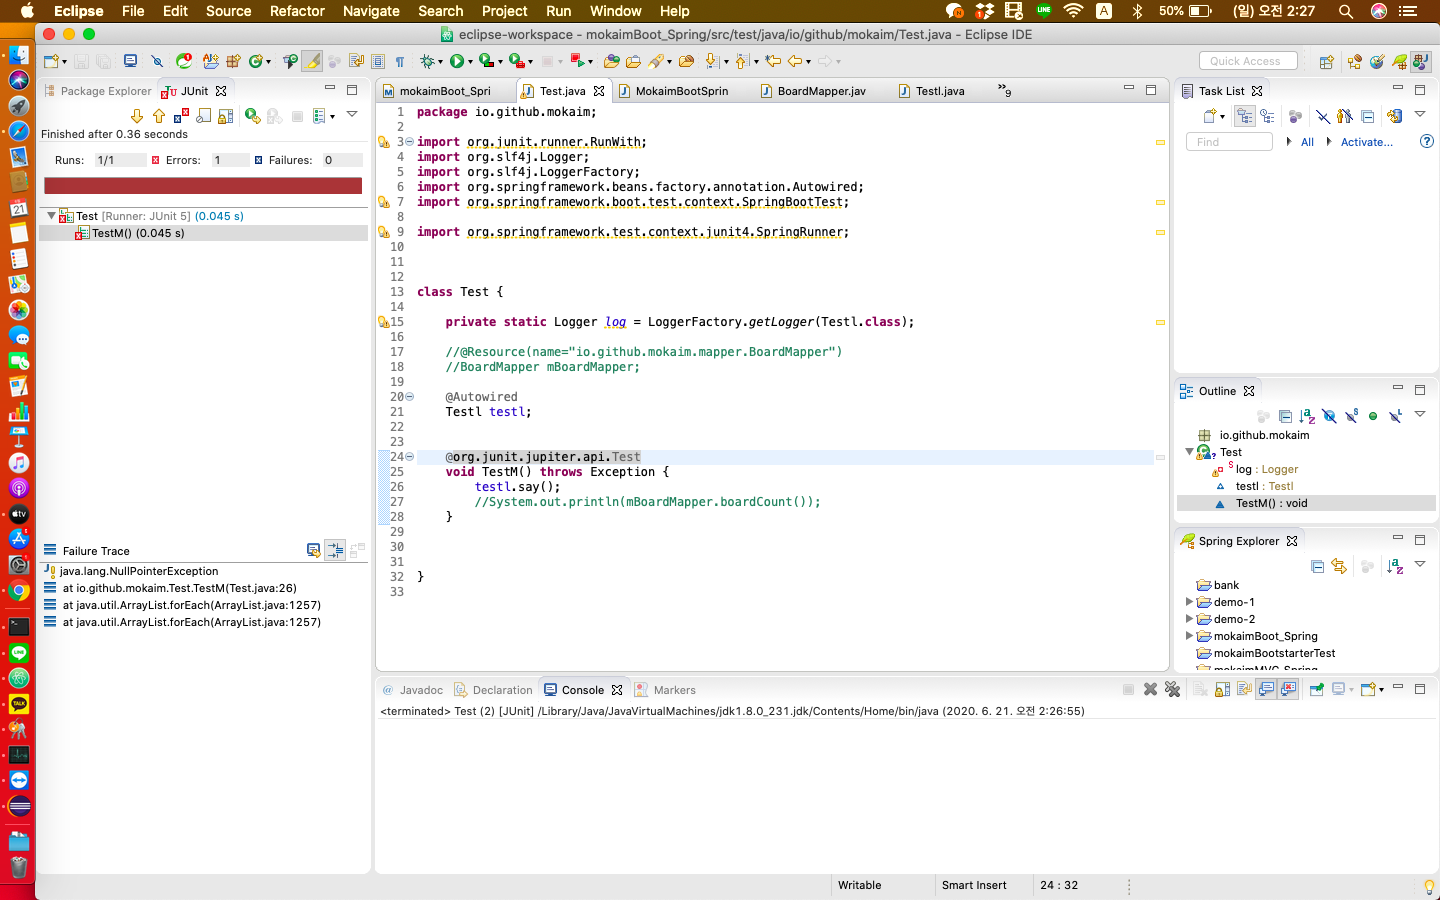 Eclipse File Edit Source Refactor Navigate Search Project Run Window Help
50% (일) 오전 2:27
eclipse-workspace - mokaimBoot_Spring/src/test/java/io/github/mokaim/Test.java - Eclipse IDE
Quick Access
Package Explorer
JUnit
Finished after 0.36 seconds
Runs: 1/1 Errors: 1 Failures: 0
Test [Runner: JUnit 5] (0.045 s)
TestM() (0.045 s)
Failure Trace
java.lang.NullPointerException
at io.github.mokaim.Test.TestM(Test.java:26)
at java.util.ArrayList.forEach(ArrayList.java:1257)
at java.util.ArrayList.forEach(ArrayList.java:1257)
mokaimBoot_Spri Test.java MokaimBootSprin BoardMapper.jav TestI.java 9
1 package io.github.mokaim;
2
3 import org.junit.runner.RunWith;
4 import org.slf4j.Logger;
5 import org.slf4j.LoggerFactory;
6 import org.springframework.beans.factory.annotation.Autowired;
7 import org.springframework.boot.test.context.SpringBootTest;
8
9 import org.springframework.test.context.junit4.SpringRunner;
10
11
12
13 class Test {
14
15 private static Logger log = LoggerFactory.getLogger(TestI.class);
16
17 //@Resource(name="io.github.mokaim.mapper.BoardMapper")
18 //BoardMapper mBoardMapper;
19
20 @Autowired
21 TestI testI;
22
23
24 @org.junit.jupiter.api.Test
25 void TestM() throws Exception {
26 testI.say();
27 //System.out.println(mBoardMapper.boardCount());
28 }
29
30
31
32 }
33
Task List
Find All Activate...
Outline
io.github.mokaim
Test
log : Logger
testI : TestI
TestM() : void
Spring Explorer
bank
demo-1
demo-2
mokaimBoot_Spring
mokaimBootstarterTest
mokaimMVC_Spring
Javadoc Declaration Console Markers
<terminated> Test (2) [JUnit] /Library/Java/JavaVirtualMachines/jdk1.8.0_231.jdk/Contents/Home/bin/java (2020. 6. 21. 오전 2:26:55)
Writable Smart Insert 24 : 32